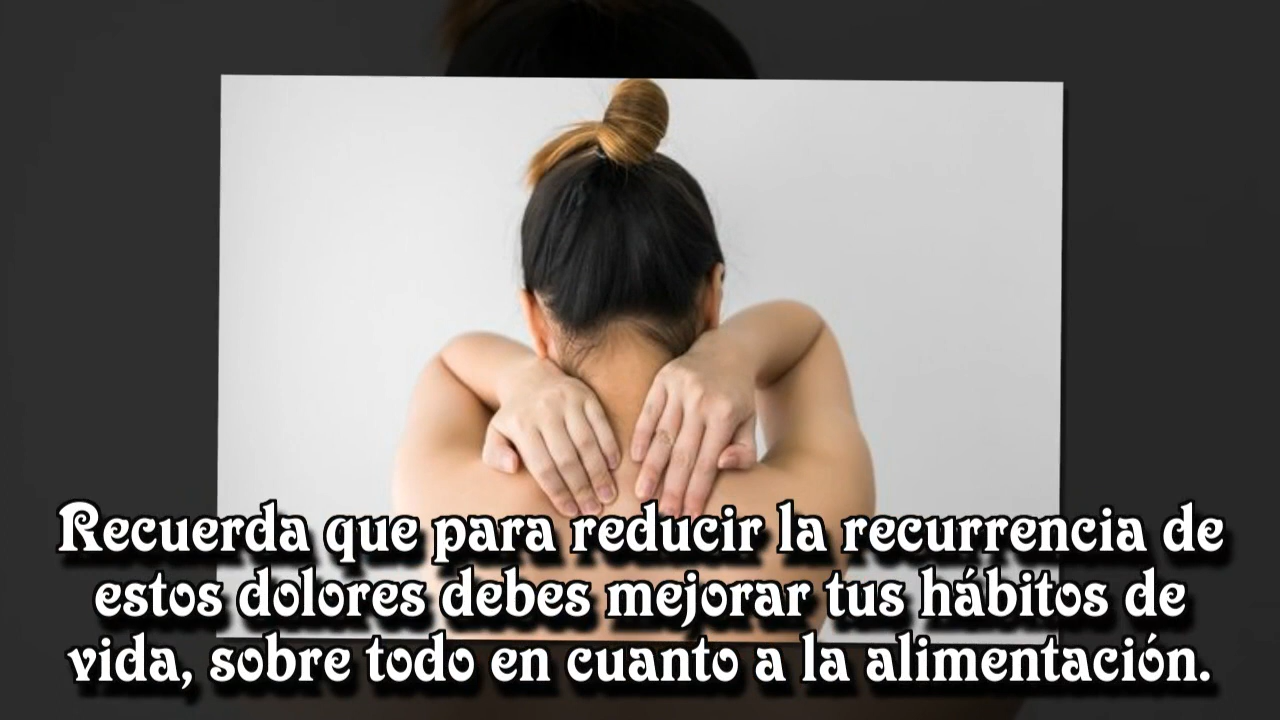 Recuerda que para reducir la recurrencia de
estos dolores debes mejorar tus hábitos de
vida, sobre todo en cuanto a la alimentación.